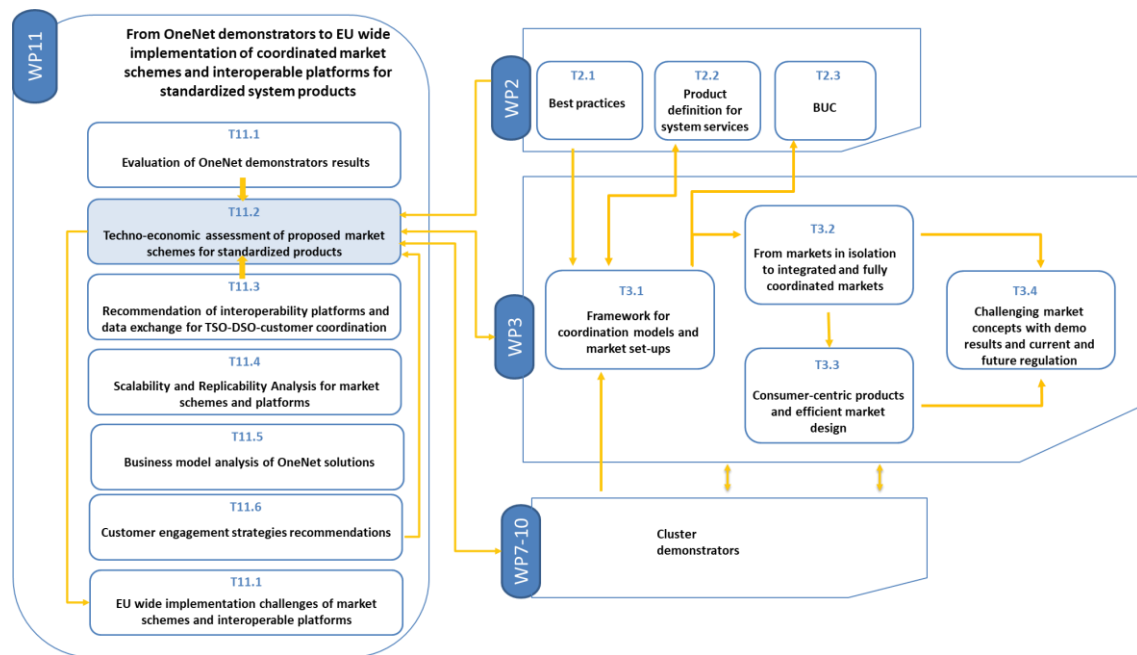 WP11
From OneNet demonstrators to EU wide
implementation of coordinated market
schemes and interoperable platforms for
standardized system products
T11.1
Evaluation of OneNet demonstrators results
T11.2
Techno-economic assessment of proposed market
schemes for standardized products
T11.3
Recommendation of interoperability platforms and
data exchange for TSO-DSO-customer coordination
T11.4
Scalability and Replicability Analysis for market
schemes and platforms
T11.5
Business model analysis of OneNet solutions
T11.6
Customer engagement strategies recommendations
T11.1
EU wide implementation challenges of market
schemes and interoperable platforms
WP2
T2.1
Best practices
T2.2
Product
definition for
system services
T2.3
BUC
WP3
T3.1
Framework for
coordination models and
market set-ups
T3.2
From markets in isolation
to integrated and fully
coordinated markets
T3.3
Consumer-centric products
and efficient market
design
T3.4
Challenging market
concepts with demo
results and current and
future regulation
WP7-10
Cluster
demonstrators